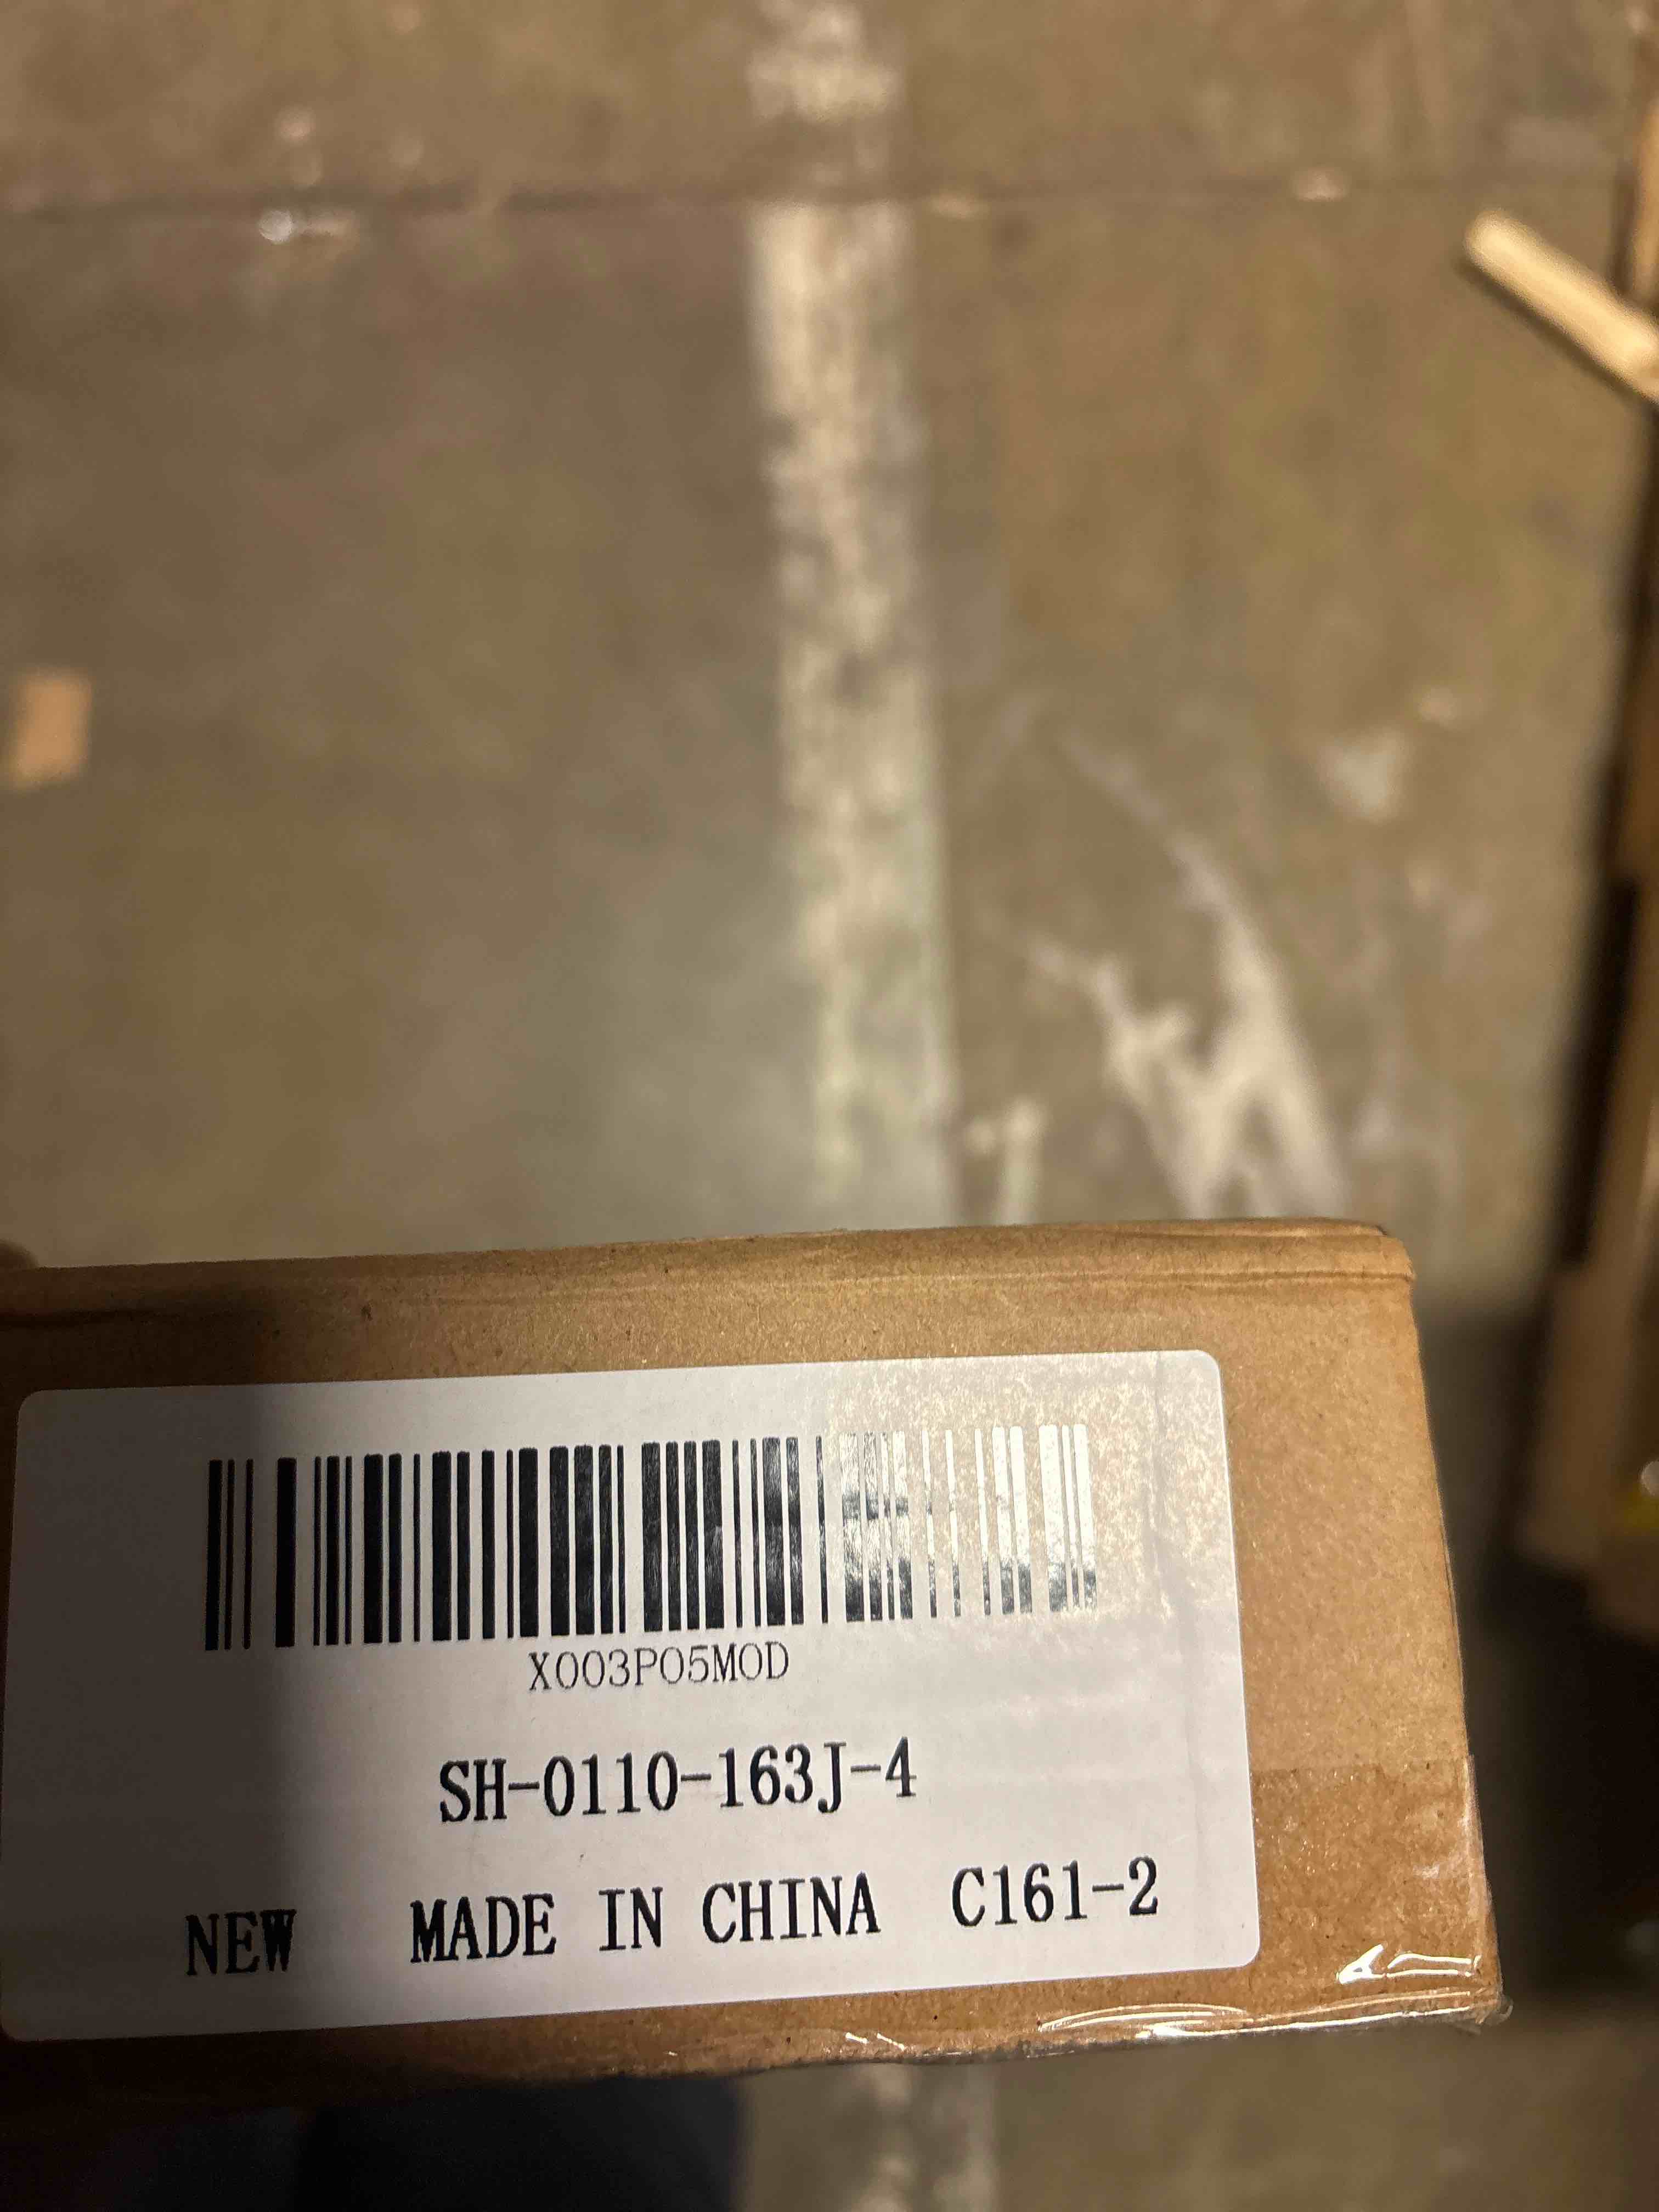 X003P05MOD
SH-0110-163J-4
NEW MADE IN CHINA C161-2